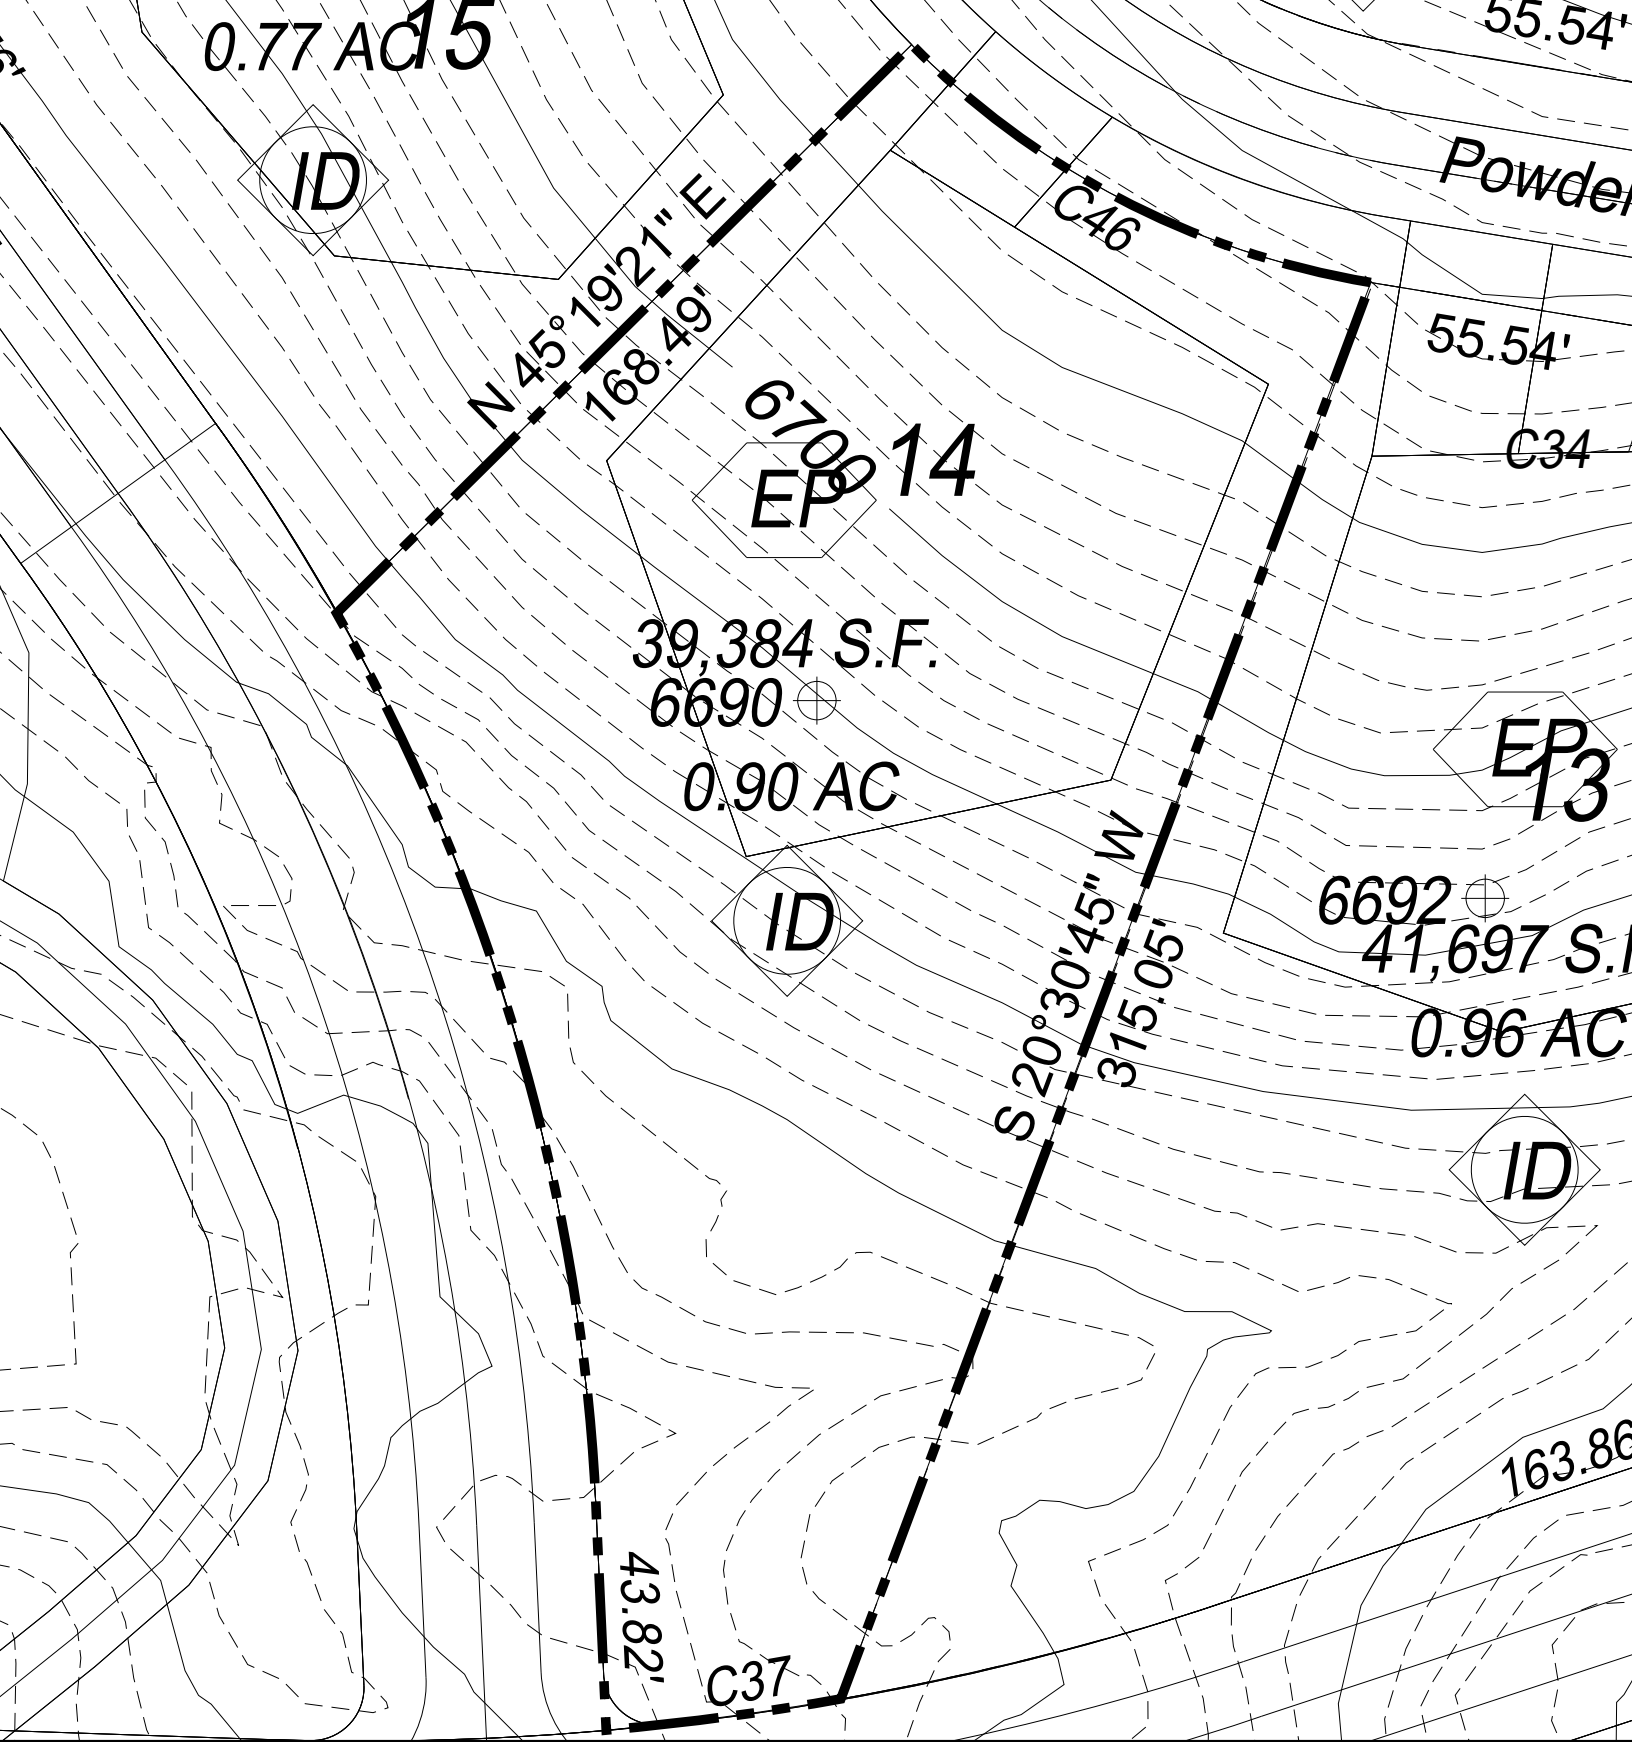 55.54'
15
0.77 AC
ID
Powder
C46
N 45°19'21" E
168.49'
55.54'
C34
6700
14
EP
39,384 S.F.
6690
0.90 AC
EP
13
6692
41,697 S.F
0.96 AC
ID
S 20°30'45" W
315.05'
ID
163.86
43.82'
C37